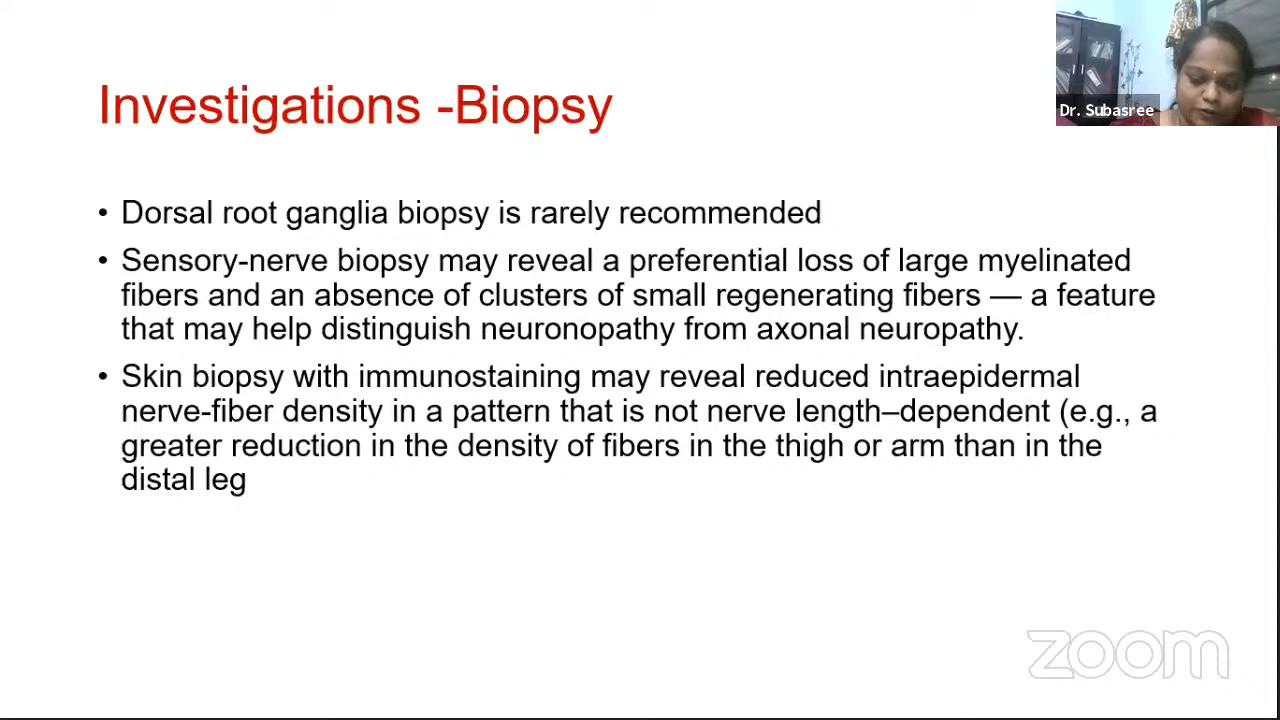 Dr. Subasree
Investigations -Biopsy
• Dorsal root ganglia biopsy is rarely recommended
• Sensory-nerve biopsy may reveal a preferential loss of large myelinated
fibers and an absence of clusters of small regenerating fibers — a feature
that may help distinguish neuronopathy from axonal neuropathy.
• Skin biopsy with immunostaining may reveal reduced intraepidermal
nerve-fiber density in a pattern that is not nerve length–dependent (e.g., a
greater reduction in the density of fibers in the thigh or arm than in the
distal leg
zoom